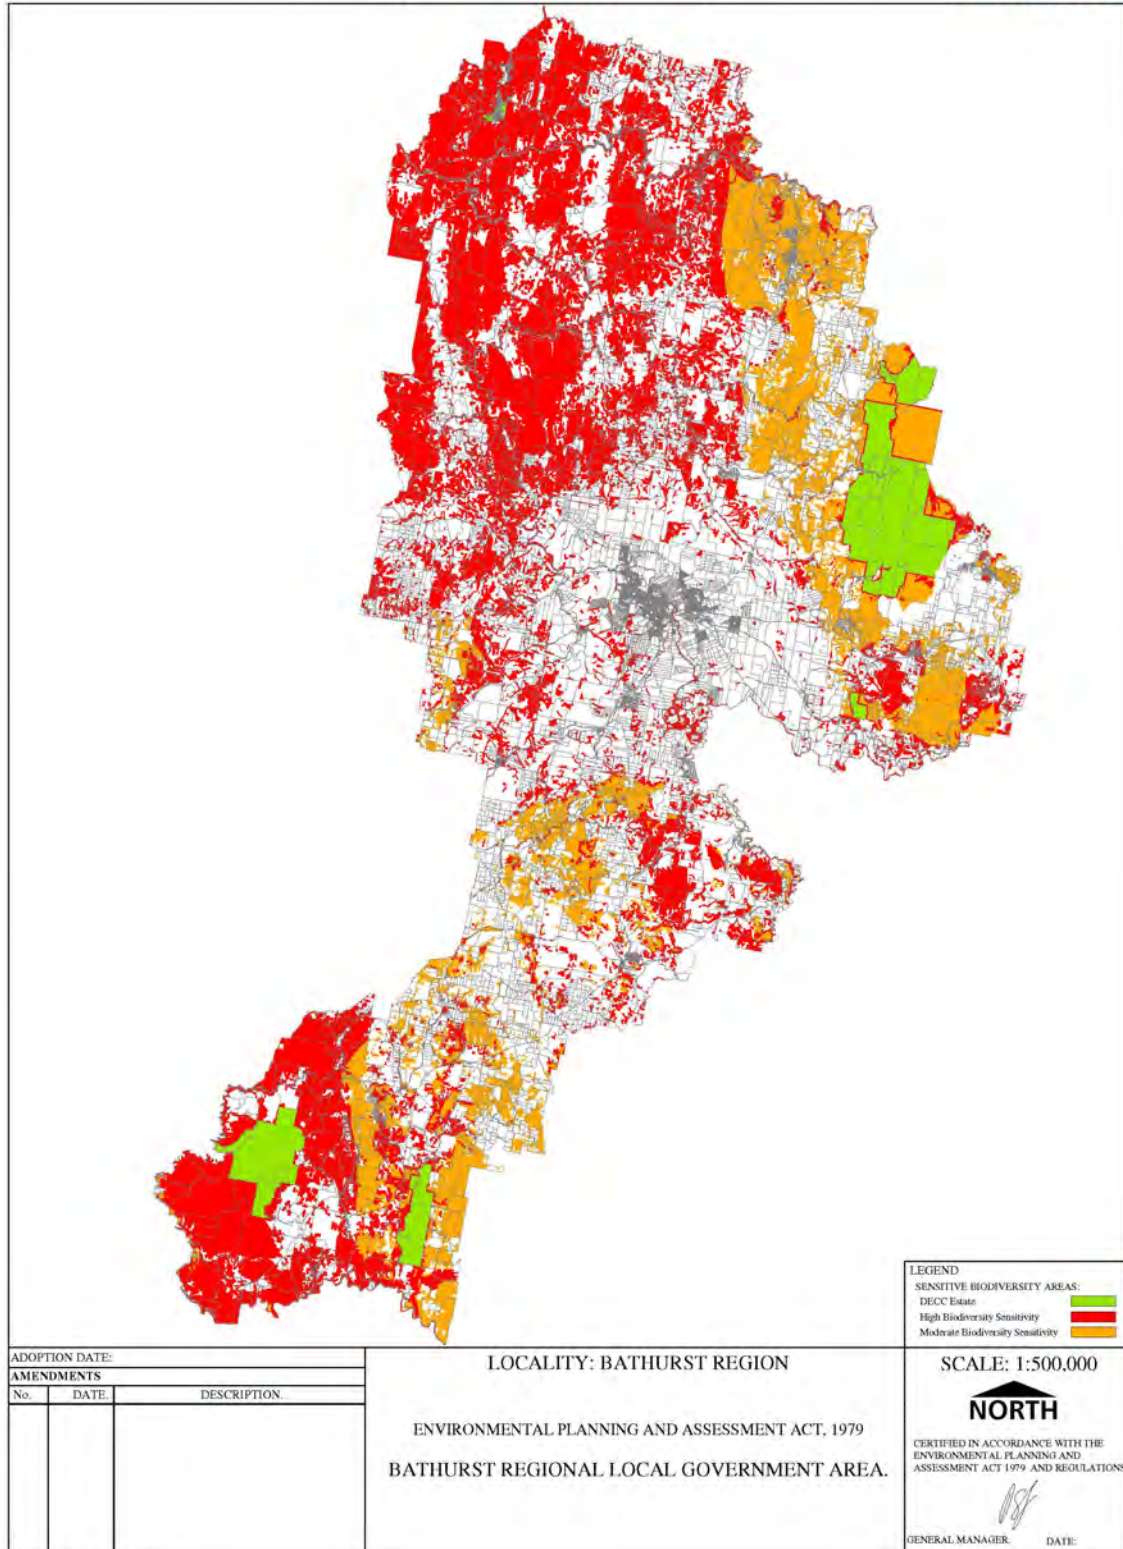 LEGEND
SENSITIVE BIODIVERSITY AREAS:
DECC Estate
High Biodiversity Sensitivity
Moderate Biodiversity Sensitivity
ADOPTION DATE:
AMENDMENTS
No. DATE. DESCRIPTION.
LOCALITY: BATHURST REGION
ENVIRONMENTAL PLANNING AND ASSESSMENT ACT, 1979
BATHURST REGIONAL LOCAL GOVERNMENT AREA.
SCALE: 1:500,000
NORTH
CERTIFIED IN ACCORDANCE WITH THE
ENVIRONMENTAL PLANNING AND
ASSESSMENT ACT 1979 AND REGULATIONS
GENERAL MANAGER. DATE: